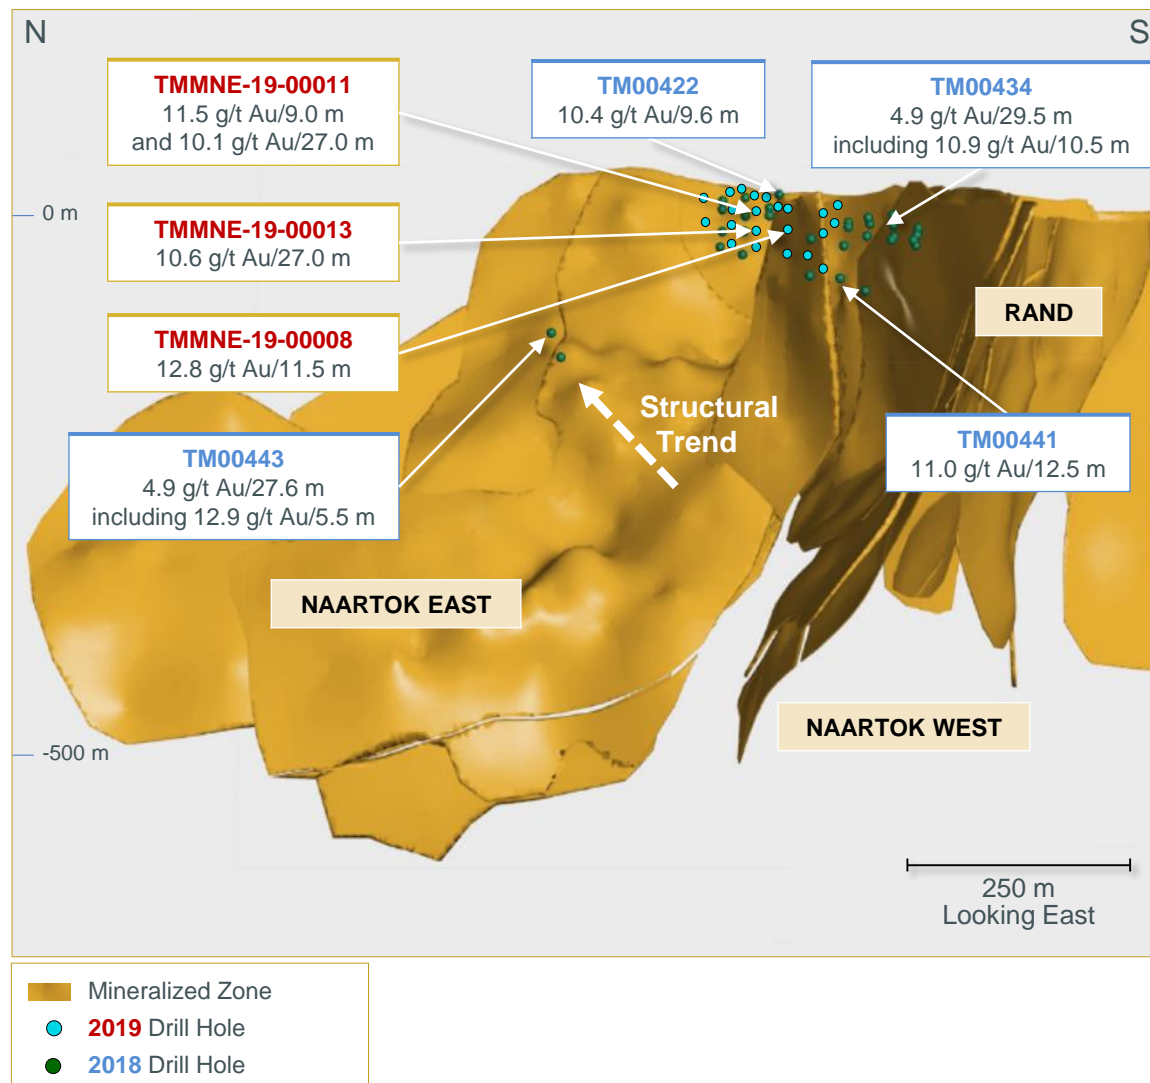 N
S
TMMNE-19-00011
11.5 g/t Au/9.0 m
and 10.1 g/t Au/27.0 m
TM00422
10.4 g/t Au/9.6 m
TM00434
4.9 g/t Au/29.5 m
including 10.9 g/t Au/10.5 m
0 m
TMMNE-19-00013
10.6 g/t Au/27.0 m
RAND
TMMNE-19-00008
12.8 g/t Au/11.5 m
Structural
Trend
TM00441
11.0 g/t Au/12.5 m
TM00443
4.9 g/t Au/27.6 m
including 12.9 g/t Au/5.5 m
NAARTOK EAST
NAARTOK WEST
-500 m
250 m
Looking East
Mineralized Zone
2019 Drill Hole
2018 Drill Hole